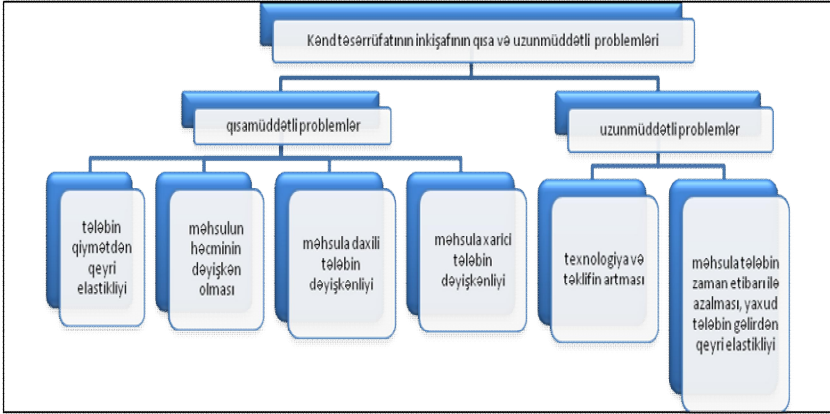 Kənd təsərrüfatının inkişafının qısa və uzunmüddətli problemləri
qısamüddətli problemlər
uzunmüddətli problemlər
tələbin
qiymətdən
qeyri
elastikliyi
məhsulun
həcminin
dəyişkən
olması
məhsula daxili
tələbin
dəyişkənliyi
məhsula xarici
tələbin
dəyişkənliyi
texnologiya və
təklifin artması
məhsula tələbin
zaman etibarı ilə
azalması, yaxud
tələbin gəlirdən
qeyri elastikliyi